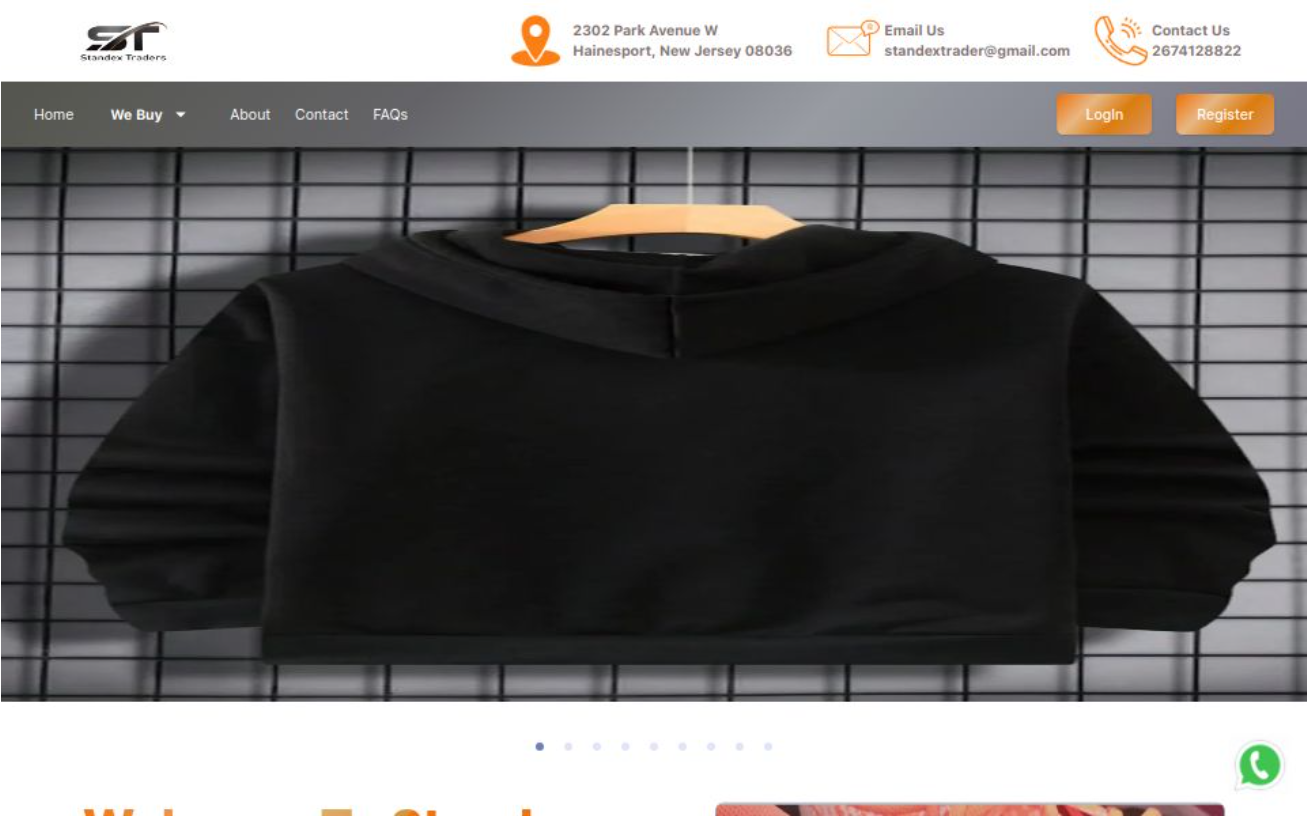 ST
Standex Traders
2302 Park Avenue W
Hainesport, New Jersey 08036
Email Us
standextrader@gmail.com
Contact Us
2674128822
Home
We Buy
About
Contact
FAQs
LogIn
Register